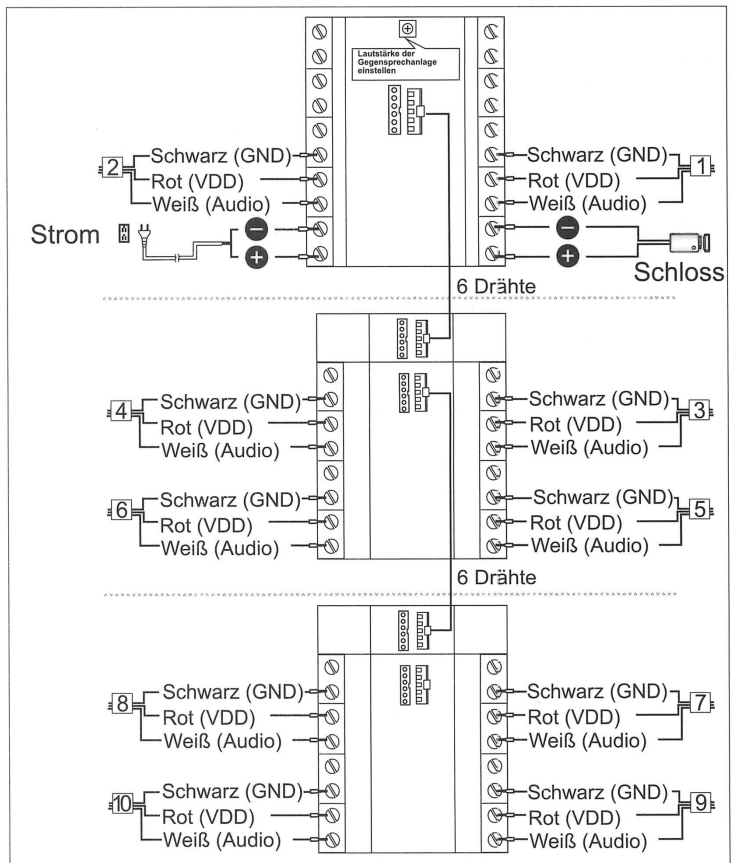 Lautstärke der
Gegensprechanlage
einstellen
2
Schwarz (GND)
Rot (VDD)
Weiß (Audio)
Schwarz (GND)
Rot (VDD)
Weiß (Audio)
1
Strom
−
+
−
+
Schloss
6 Drähte
4
Schwarz (GND)
Rot (VDD)
Weiß (Audio)
Schwarz (GND)
Rot (VDD)
Weiß (Audio)
3
6
Schwarz (GND)
Rot (VDD)
Weiß (Audio)
Schwarz (GND)
Rot (VDD)
Weiß (Audio)
5
6 Drähte
8
Schwarz (GND)
Rot (VDD)
Weiß (Audio)
Schwarz (GND)
Rot (VDD)
Weiß (Audio)
7
10
Schwarz (GND)
Rot (VDD)
Weiß (Audio)
Schwarz (GND)
Rot (VDD)
Weiß (Audio)
9